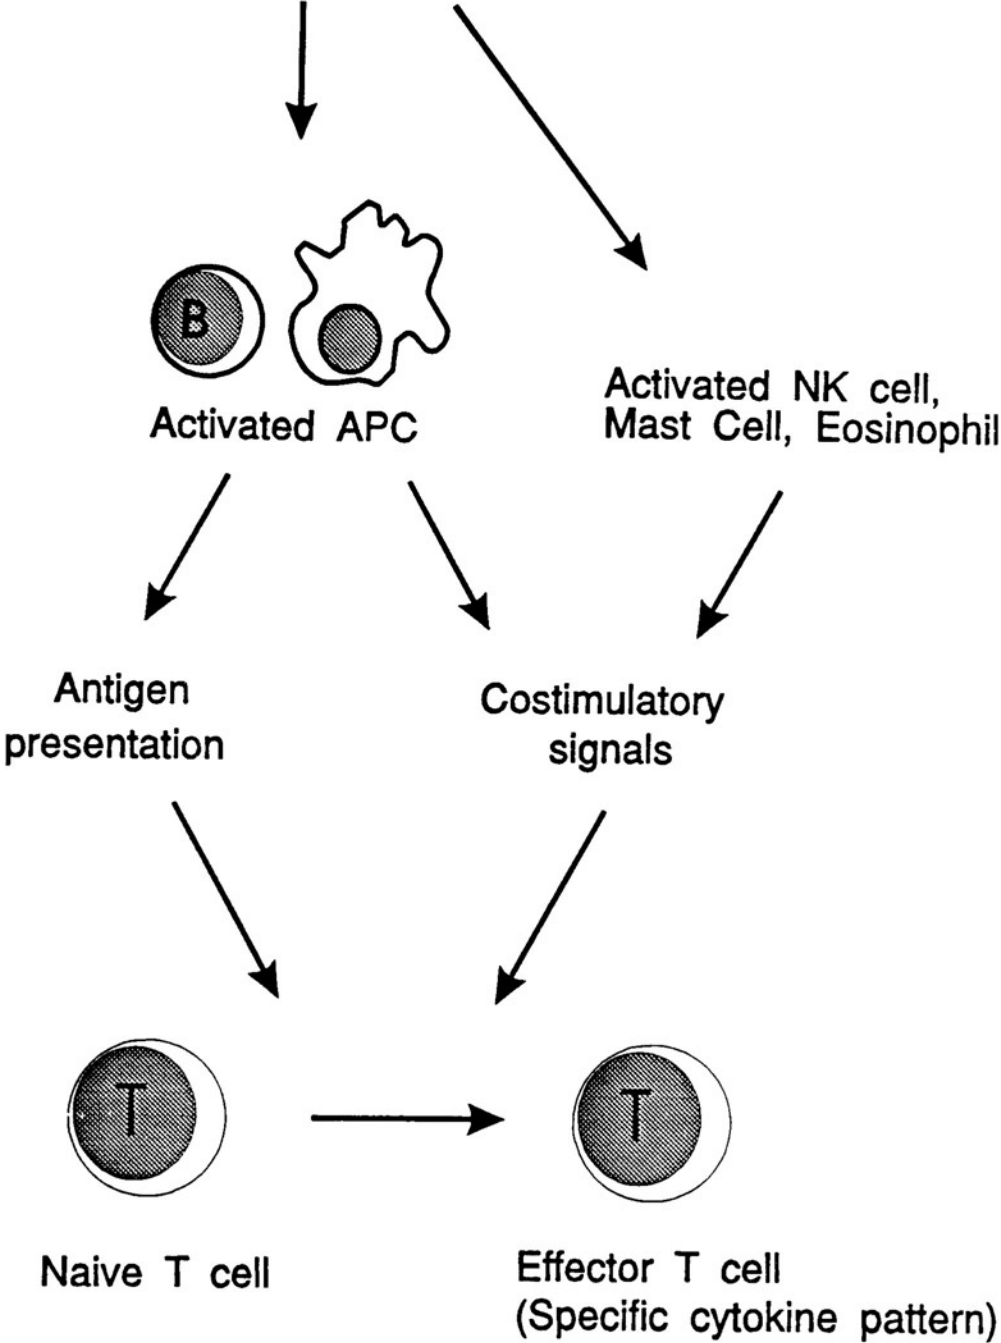 B
Activated APC
Activated NK cell,
Mast Cell, Eosinophil
Antigen
presentation
Costimulatory
signals
T
T
Naive T cell
Effector T cell
(Specific cytokine pattern)